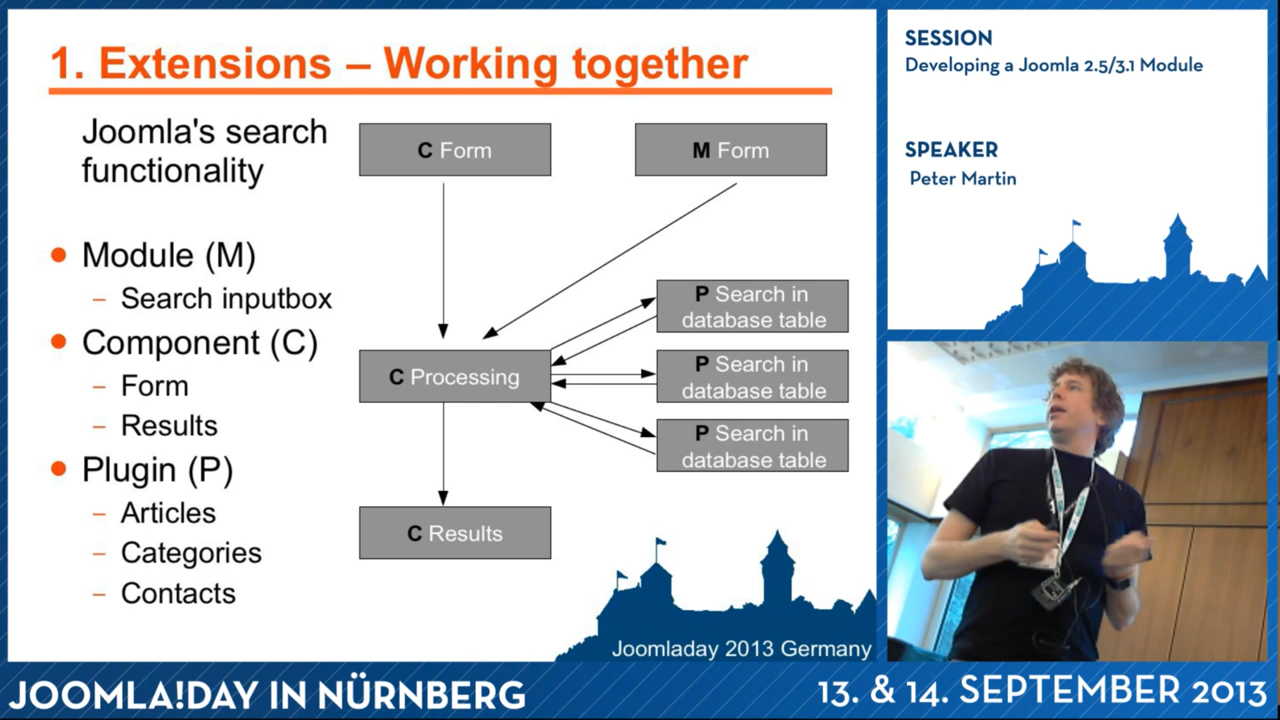 1. Extensions – Working together
Joomla's search
functionality
● Module (M)
– Search inputbox
● Component (C)
– Form
– Results
● Plugin (P)
– Articles
– Categories
– Contacts
C Form
M Form
C Processing
P Search in
database table
P Search in
database table
P Search in
database table
C Results
Joomladay 2013 Germany
SESSION
Developing a Joomla 2.5/3.1 Module
SPEAKER
Peter Martin
JOOMLA!DAY IN NÜRNBERG
13. & 14. SEPTEMBER 2013